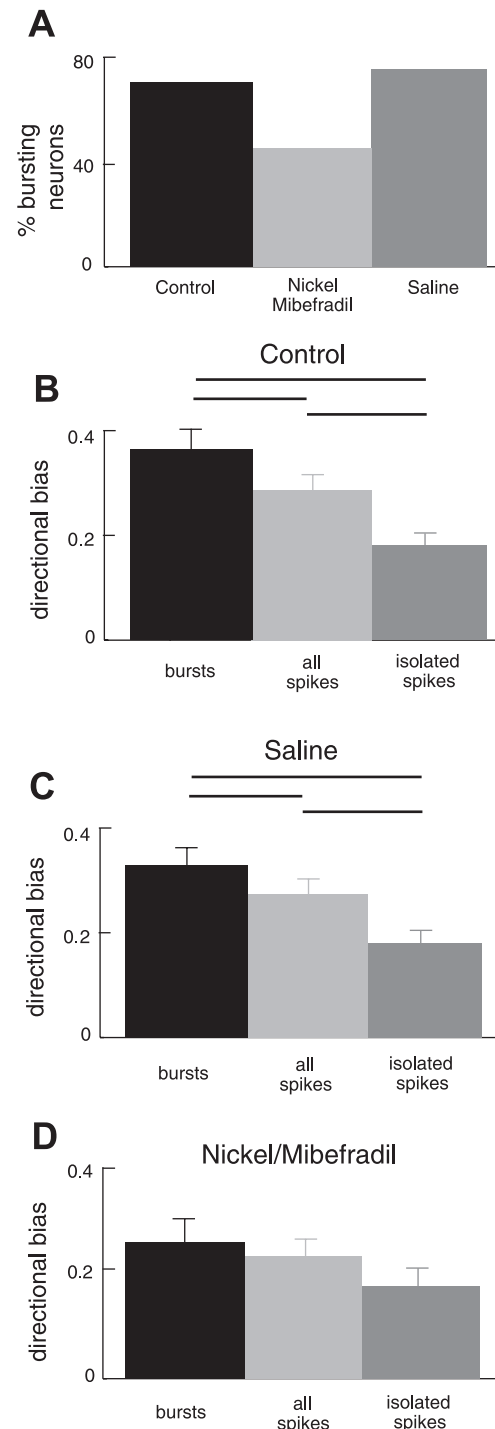 A
80
40
0
% bursting
neurons
Control
Nickel
Mibefradil
Saline
Control
B
0.4
0.2
0
directional bias
bursts
all
spikes
isolated
spikes
Saline
C
0.4
0.2
0
directional bias
bursts
all
spikes
isolated
spikes
D
Nickel/Mibefradil
0.4
0.2
0
directional bias
bursts
all
spikes
isolated
spikes